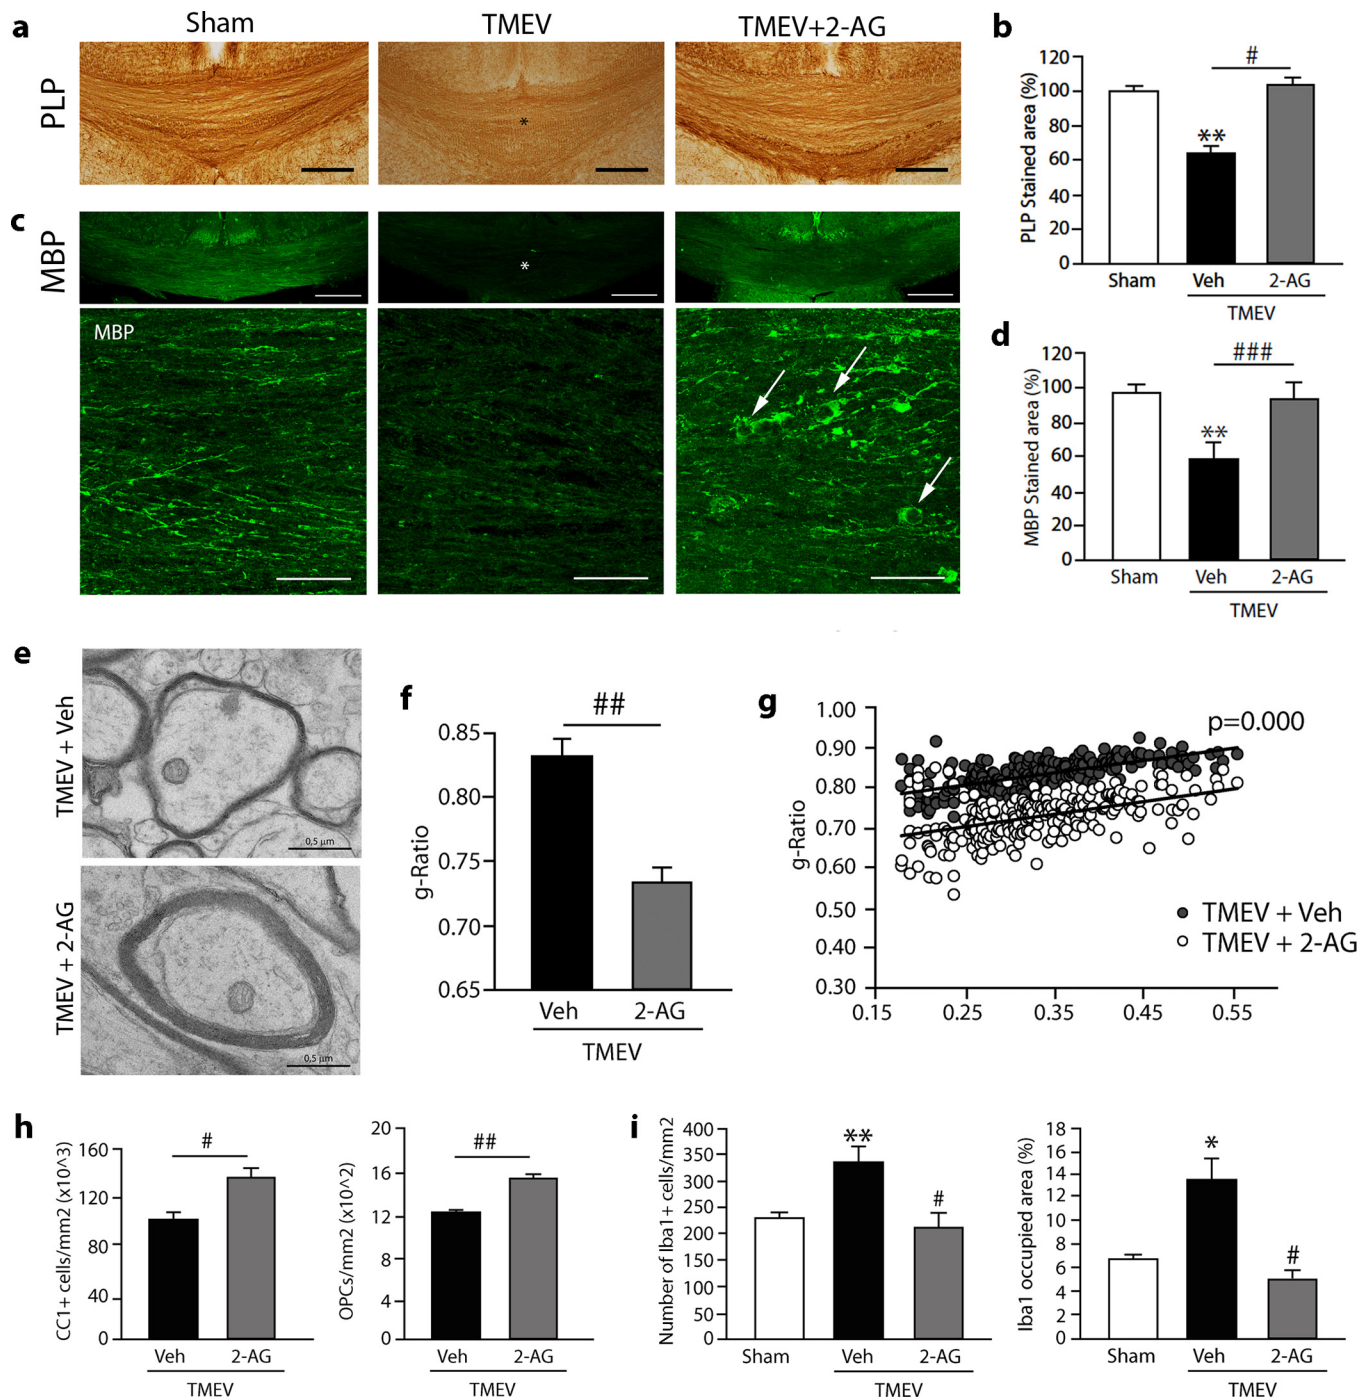 a
Sham
TMEV
TMEV+2-AG
PLP
*
b
PLP Stained area (%)
120
100
80
60
40
20
0
**
#
Sham
Veh
2-AG
TMEV
c
MBP
*
MBP
d
MBP Stained area (%)
120
100
80
60
40
20
0
**
###
Sham
Veh
2-AG
TMEV
e
TMEV + Veh
0,5 µm
TMEV + 2-AG
0,5 µm
f
g-Ratio
0.85
0.80
0.75
0.70
0.65
##
Veh
2-AG
TMEV
g
g-Ratio
1.00
0.90
0.80
0.70
0.60
0.50
0.40
0.30
p=0.000
TMEV + Veh
TMEV + 2-AG
0.15
0.25
0.35
0.45
0.55
h
CC1+ cells/mm2 (x10^3)
160
120
80
40
0
#
Veh
2-AG
TMEV
OPCs/mm2 (x10^2)
20
16
12
8
4
0
##
Veh
2-AG
TMEV
i
Number of Iba1+ cells/mm2
400
350
300
250
200
150
100
50
0
**
#
Sham
Veh
2-AG
TMEV
Iba1 occupied area (%)
18
16
14
12
10
8
6
4
2
0
*
#
Sham
Veh
2-AG
TMEV